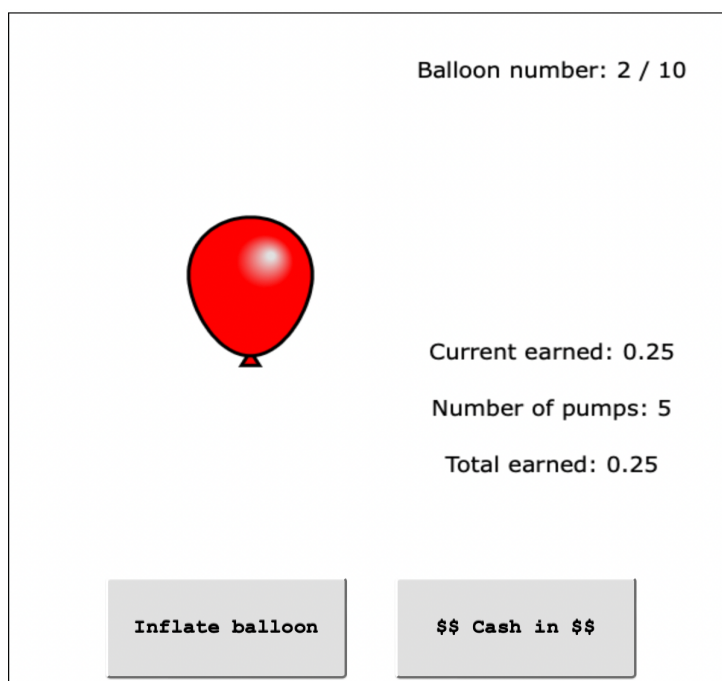 Balloon number: 2 / 10
Current earned: 0.25
Number of pumps: 5
Total earned: 0.25
Inflate balloon
$$ Cash in $$